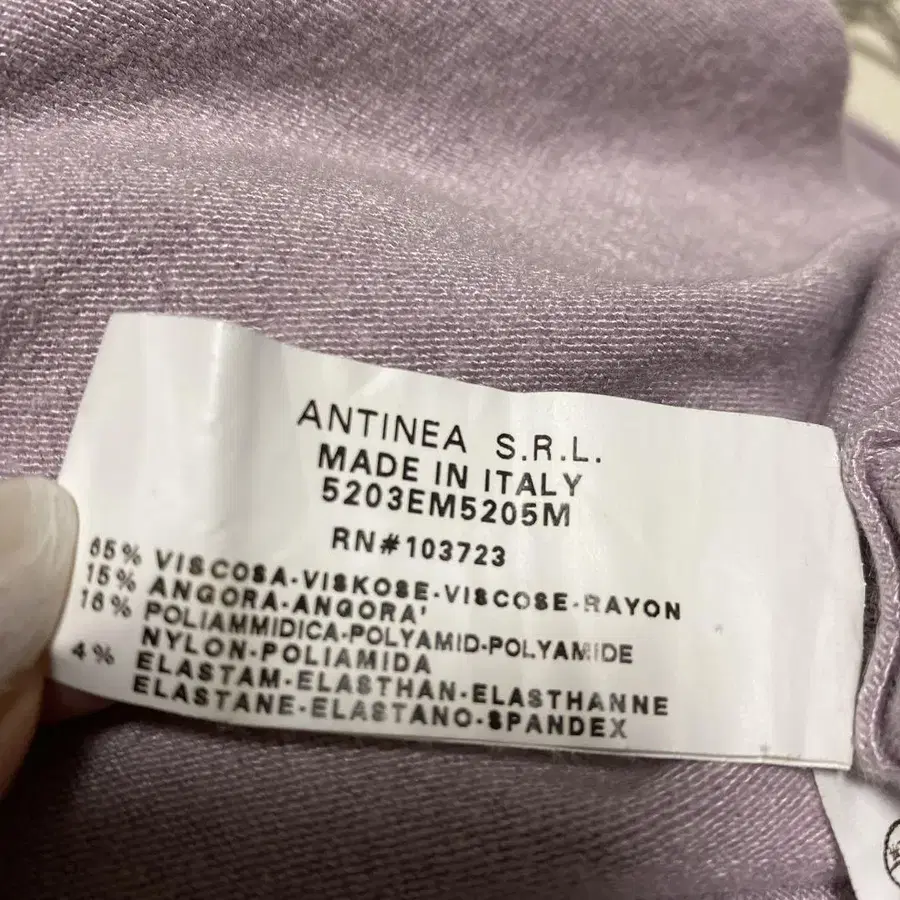 ANTINEA S.R.L.
MADE IN ITALY
5203EM5205M
RN#103723
65% VISCOSA-VISKOSE-VISCOSE-RAYON
15% ANGORA-ANGORA'
16% POLIAMMIDICA-POLYAMID-POLYAMIDE
NYLON-POLIAMIDA
4% ELASTAM-ELASTHAN-ELASTHANNE
ELASTANE-ELASTANO-SPANDEX